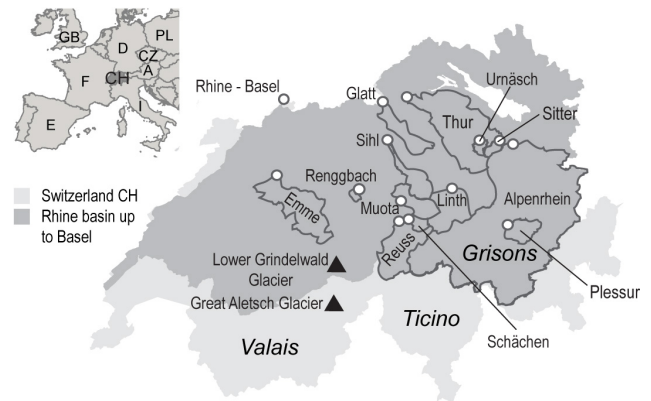 GB
PL
D
CZ
CH
A
F
I
E
Rhine - Basel
Glatt
Urnäsch
Thur
Sitter
Sihl
Renggbach
Switzerland CH
Rhine basin up
to Basel
Emme
Muota
Linth
Alpenrhein
Reuss
Grisons
Lower Grindelwald
Glacier
Great Aletsch Glacier
Plessur
Ticino
Schächen
Valais